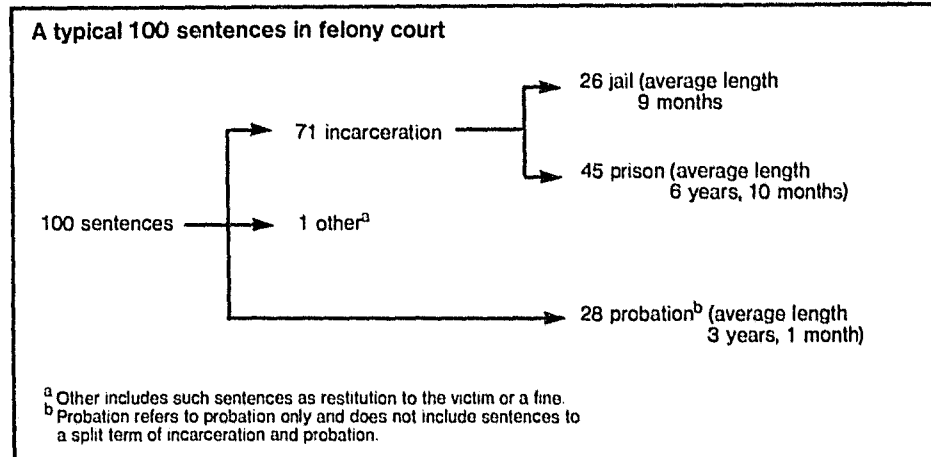 A typical 100 sentences in felony court
26 jail (average length
9 months
71 incarceration
45 prison (average length
6 years, 10 months)
100 sentences
1 other^a
28 probation^b (average length
3 years, 1 month)
^a Other includes such sentences as restitution to the victim or a fine.
^b Probation refers to probation only and does not include sentences to
a split term of incarceration and probation.